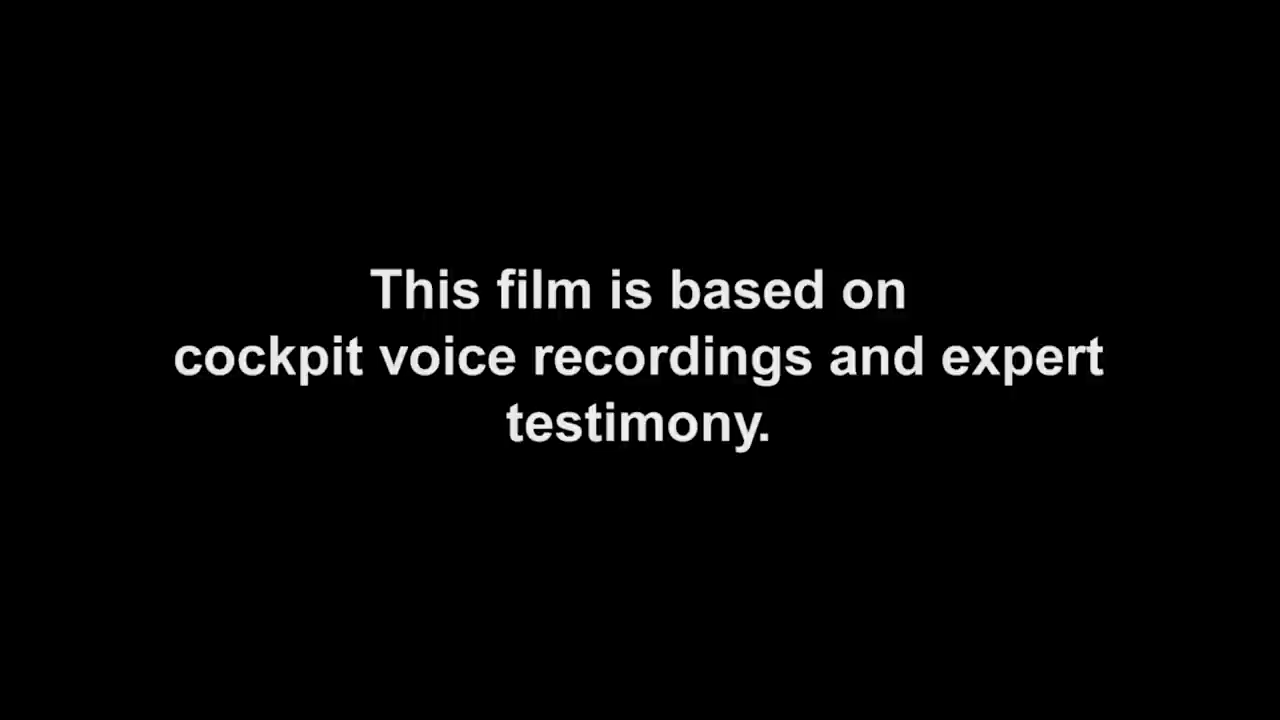 This film is based on
cockpit voice recordings and expert
testimony.